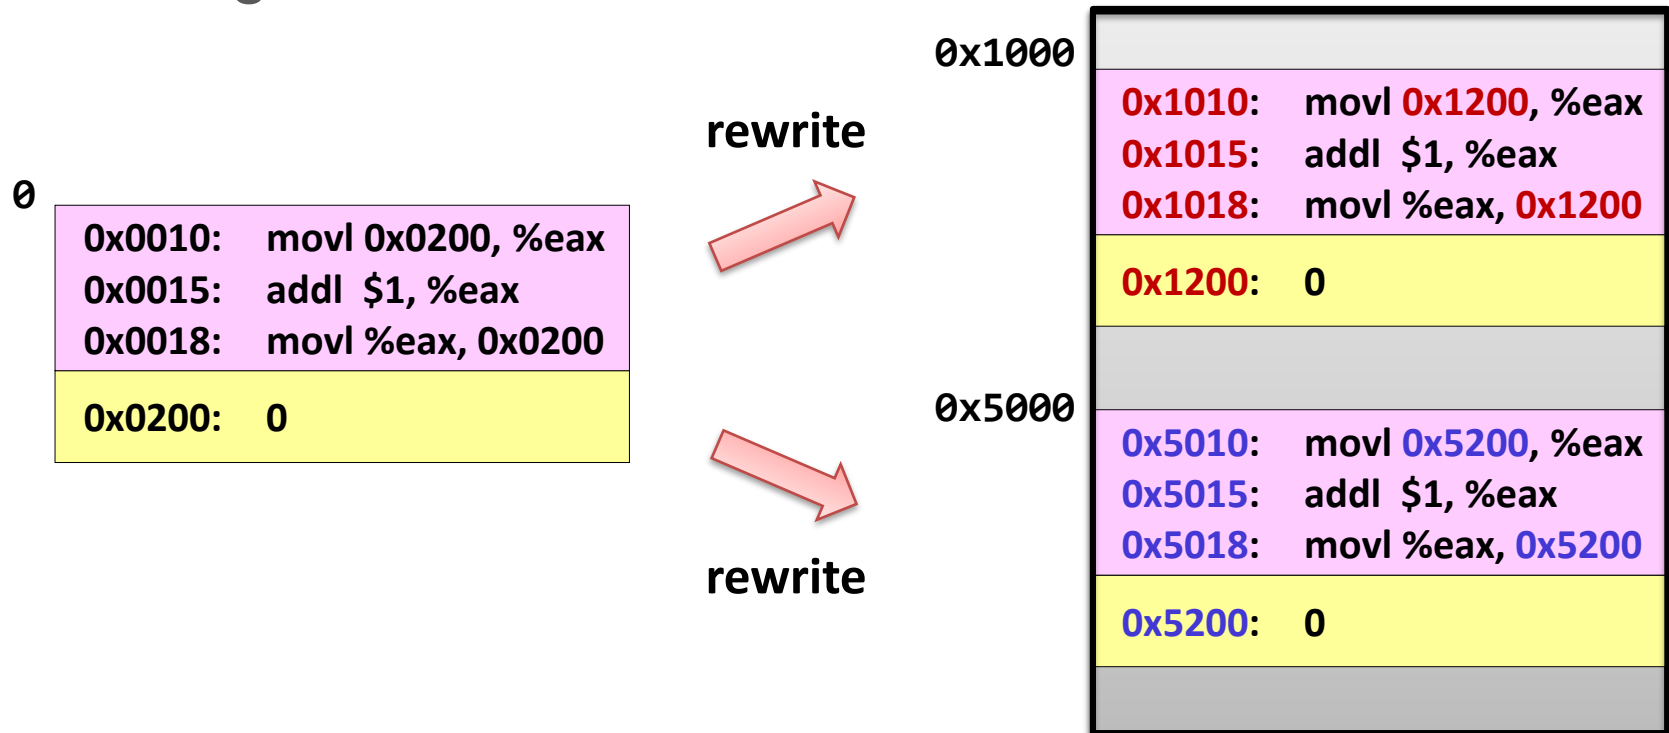 0
0x0010: movl 0x0200, %eax
0x0015: addl $1, %eax
0x0018: movl %eax, 0x0200
0x0200: 0
rewrite
rewrite
0x1000
0x1010: movl 0x1200, %eax
0x1015: addl $1, %eax
0x1018: movl %eax, 0x1200
0x1200: 0
0x5000
0x5010: movl 0x5200, %eax
0x5015: addl $1, %eax
0x5018: movl %eax, 0x5200
0x5200: 0